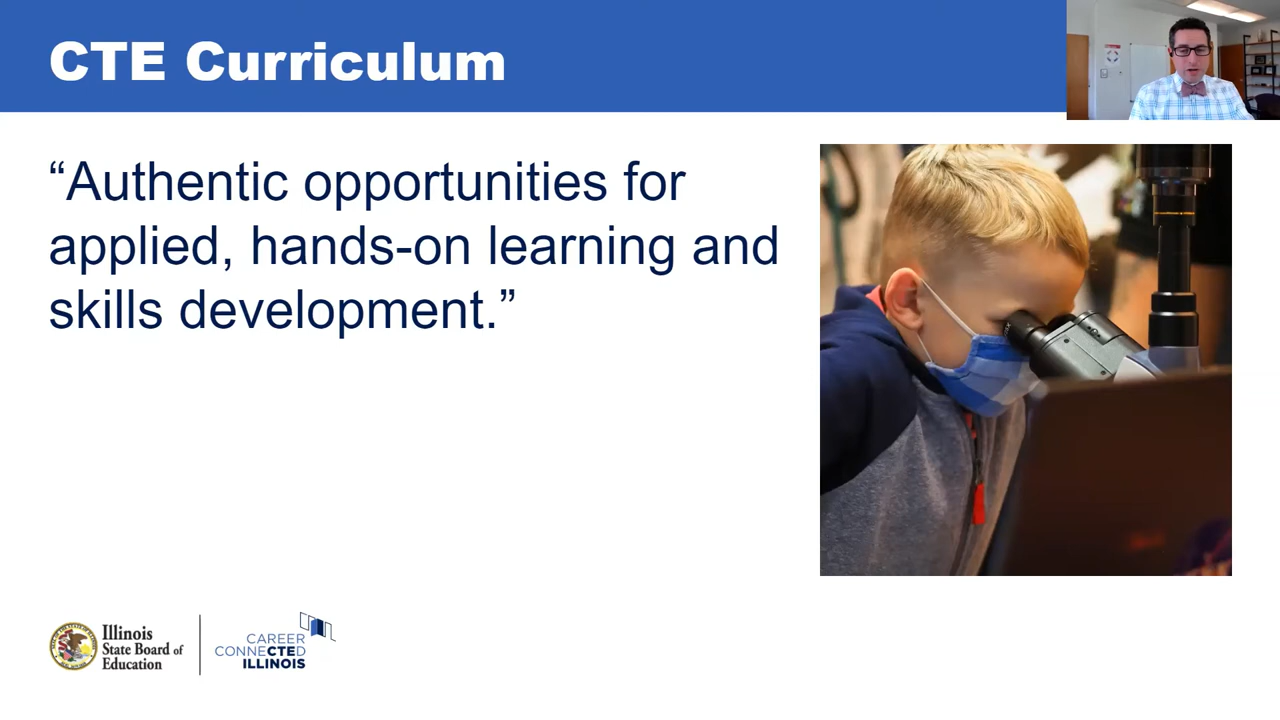 CTE Curriculum
“Authentic opportunities for
applied, hands-on learning and
skills development.”
Illinois
State Board of
Education
CAREER
CONNECTED
ILLINOIS